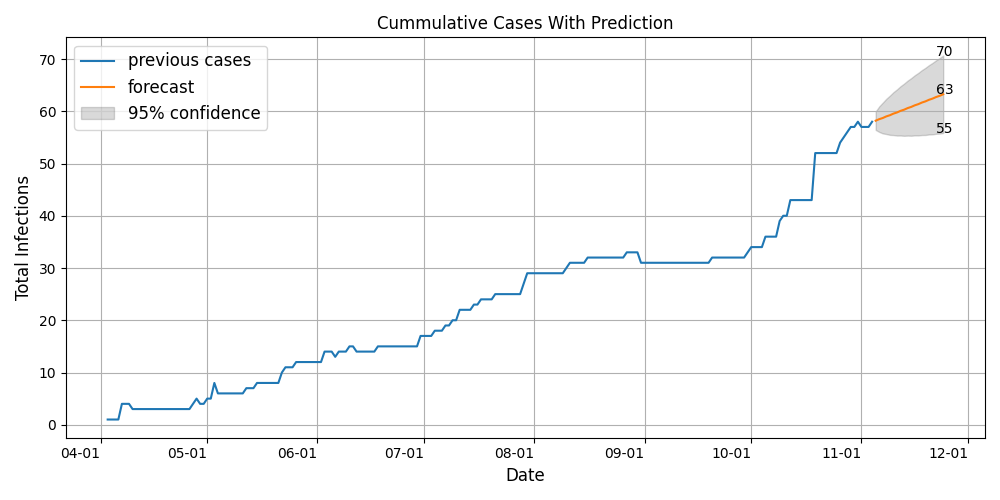 Cummulative Cases With Prediction
previous cases
forecast
95% confidence
70
63
55
70
60
50
40
30
20
10
0
Total Infections
04-01 05-01 06-01 07-01 08-01 09-01 10-01 11-01 12-01
Date